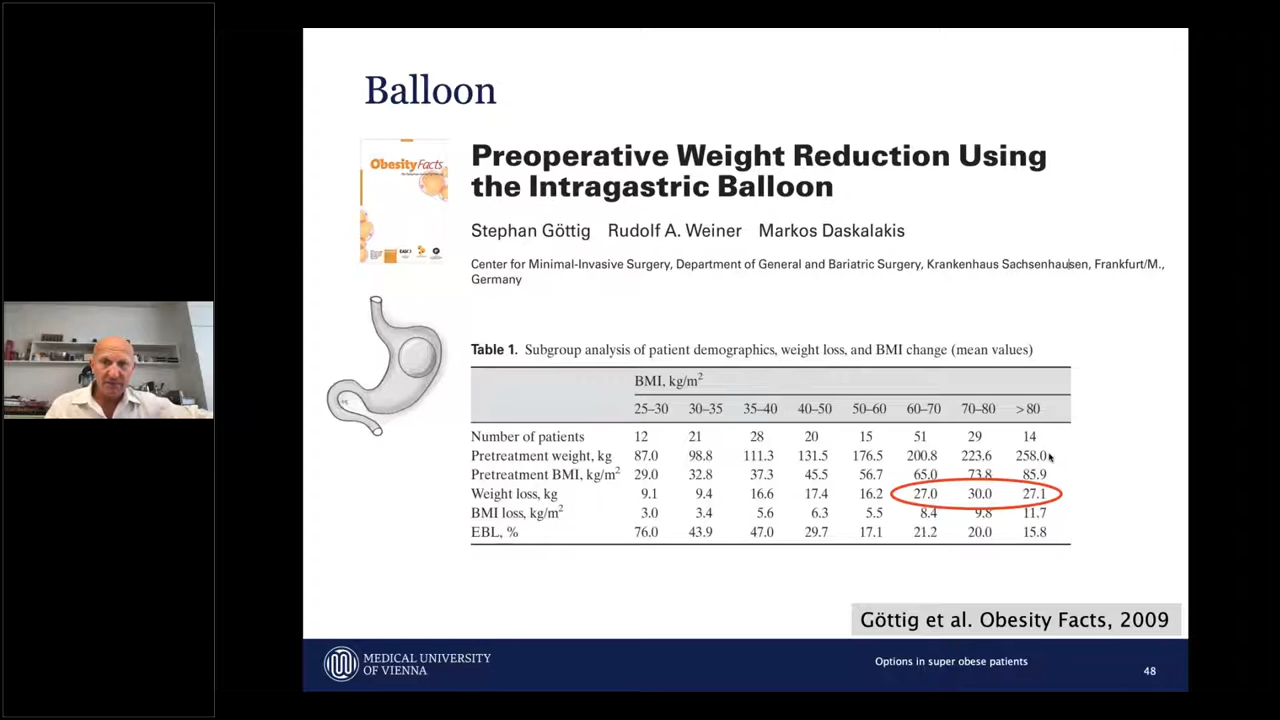 Balloon
ObesityFacts
Preoperative Weight Reduction Using
the Intragastric Balloon
Stephan Göttig Rudolf A. Weiner Markos Daskalakis
Center for Minimal-Invasive Surgery, Department of General and Bariatric Surgery, Krankenhaus Sachsenhausen, Frankfurt/M.,
Germany
Table 1. Subgroup analysis of patient demographics, weight loss, and BMI change (mean values)
BMI, kg/m²
25–30 30–35 35–40 40–50 50–60 60–70 70–80 >80
Number of patients 12 21 28 20 15 51 29 14
Pretreatment weight, kg 87.0 98.8 111.3 131.5 176.5 200.8 223.6 258.0
Pretreatment BMI, kg/m² 29.0 32.8 37.3 45.5 56.7 65.0 73.8 85.9
Weight loss, kg 9.1 9.4 16.6 17.4 16.2 27.0 30.0 27.1
BMI loss, kg/m² 3.0 3.4 5.6 6.3 5.5 8.4 9.8 11.7
EBL, % 76.0 43.9 47.0 29.7 17.1 21.2 20.0 15.8
Göttig et al. Obesity Facts, 2009
MEDICAL UNIVERSITY
OF VIENNA
Options in super obese patients
48